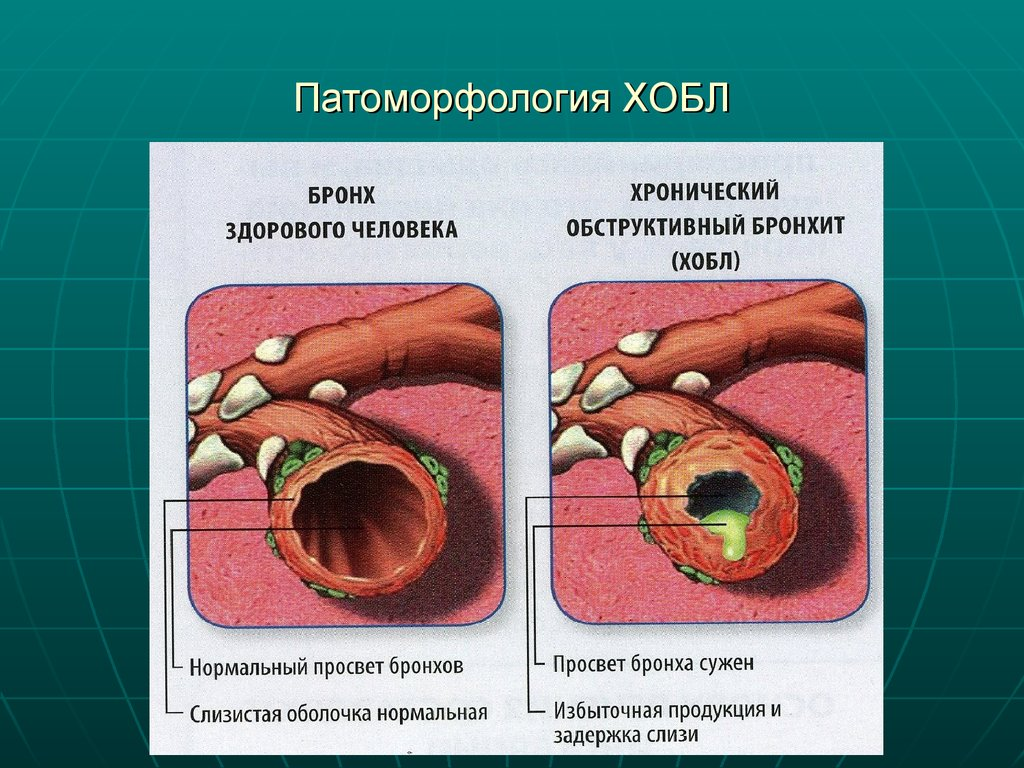 Патоморфология ХОБЛ
БРОНХ
ЗДОРОВОГО ЧЕЛОВЕКА
ХРОНИЧЕСКИЙ
ОБСТРУКТИВНЫЙ БРОНХИТ
(ХОБЛ)
Нормальный просвет бронхов
Слизистая оболочка нормальная
Просвет бронха сужен
Избыточная продукция и
задержка слизи